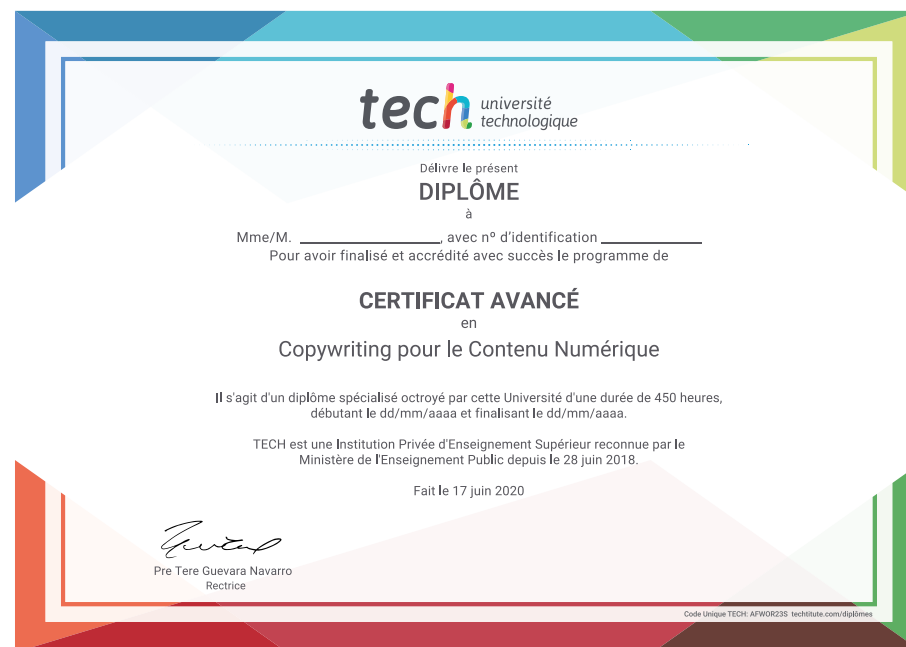 tech université
technologique
Délivre le présent
DIPLÔME
à
Mme/M. ____________________, avec nº d'identification ______________
Pour avoir finalisé et accrédité avec succès le programme de
CERTIFICAT AVANCÉ
en
Copywriting pour le Contenu Numérique
Il s'agit d'un diplôme spécialisé octroyé par cette Université d'une durée de 450 heures,
débutant le dd/mm/aaaa et finalisant le dd/mm/aaaa.
TECH est une Institution Privée d'Enseignement Supérieur reconnue par le
Ministère de l'Enseignement Public depuis le 28 juin 2018.
Fait le 17 juin 2020
Pre Tere Guevara Navarro
Rectrice
Code Unique TECH: AFWOR23S techtitute.com/diplômes